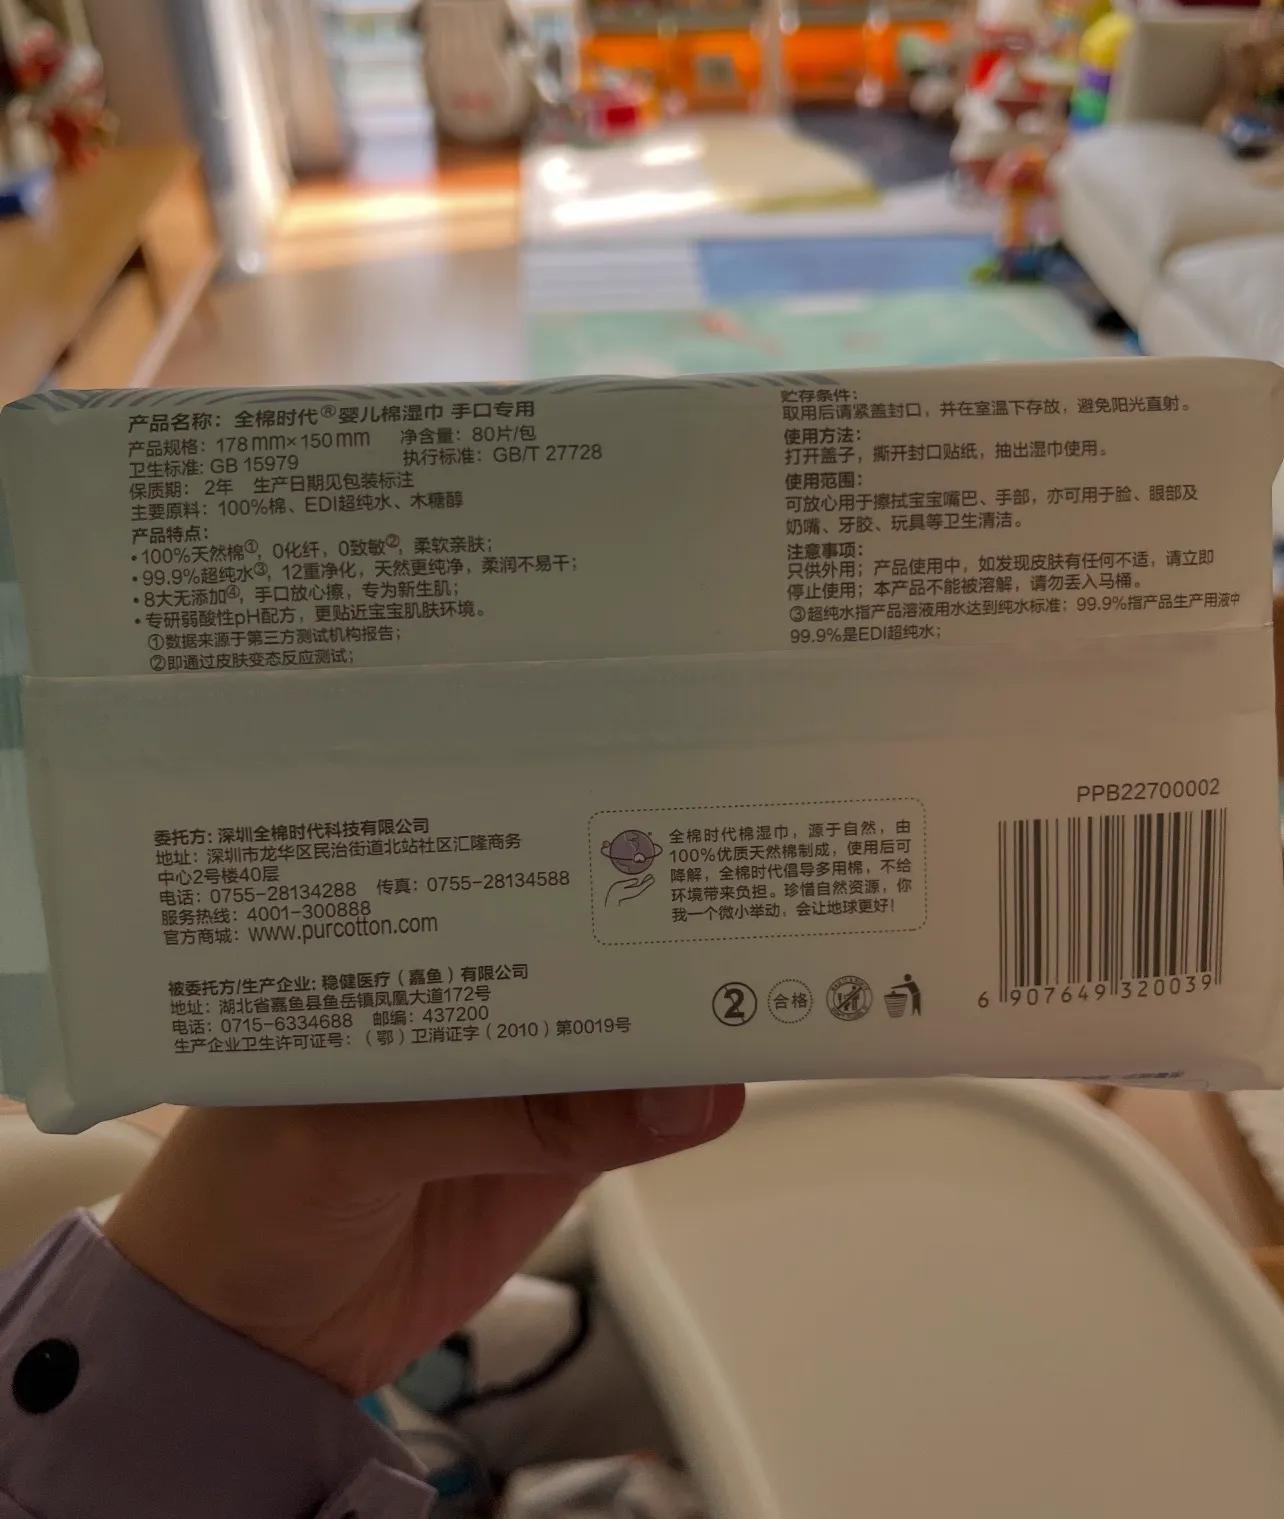 产品名称：全棉时代®婴儿棉湿巾 手口专用
产品规格：178mm×150mm 净含量：80片/包
卫生标准：GB 15979 执行标准：GB/T 27728
保质期：2年 生产日期见包装标注
主要原料：100%棉、EDI超纯水、木糖醇
产品特点：
•100%天然棉①，0化纤，0致敏②，柔软亲肤；
•99.9%超纯水③，12重净化，天然更纯净，柔润不易干；
•8大无添加④，手口放心擦，专为新生肌；
•专研弱酸性pH配方，更贴近宝宝肌肤环境。
①数据来源于第三方测试机构报告；
②即通过皮肤变态反应测试；
贮存条件：
取用后请紧盖封口，并在室温下存放，避免阳光直射。
使用方法：
打开盖子，撕开封口贴纸，抽出湿巾使用。
使用范围：
可放心用于擦拭宝宝嘴巴、手部，亦可用于脸、眼部及
奶嘴、牙胶、玩具等卫生清洁。
注意事项：
只供外用；产品使用中，如发现皮肤有任何不适，请立即
停止使用；本产品不能被溶解，请勿丢入马桶。
③超纯水指产品溶液用水达到纯水标准；99.9%指产品生产用液中
99.9%是EDI超纯水；
委托方：深圳全棉时代科技有限公司
地址：深圳市龙华区民治街道北站社区汇隆商务
中心2号楼40层
电话：0755-28134288 传真：0755-28134588
服务热线：4001-300888
官方商城：www.purcotton.com
被委托方/生产企业：稳健医疗（嘉鱼）有限公司
地址：湖北省嘉鱼县鱼岳镇凤凰大道172号
电话：0715-6334688 邮编：437200
生产企业卫生许可证号：（鄂）卫消证字（2010）第0019号
全棉时代棉湿巾，源于自然，由
100%优质天然棉制成，使用后可
降解，全棉时代倡导多用棉，不给
环境带来负担。珍惜自然资源，你
我一个微小举动，会让地球更好！
2
合格
PPB22700002
6 907649 320039